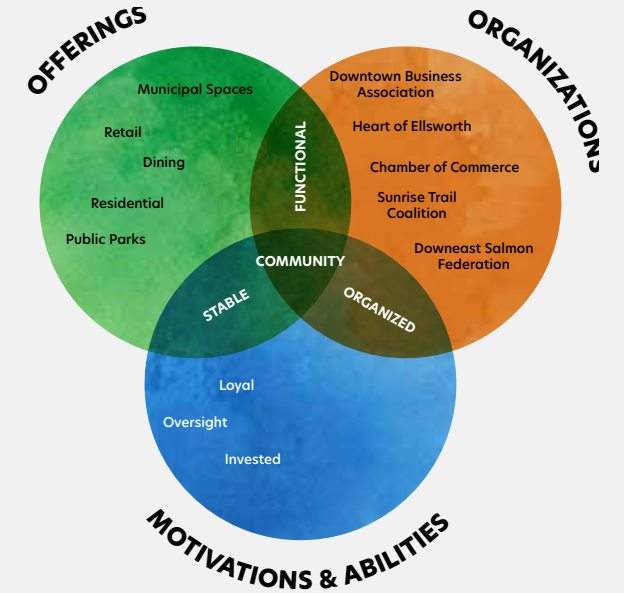 OFFERINGS
ORGANIZATIONS
Municipal Spaces
Retail
Dining
Residential
Public Parks
Downtown Business
Association
Heart of Ellsworth
Chamber of Commerce
Sunrise Trail
Coalition
Downeast Salmon
Federation
FUNCTIONAL
COMMUNITY
STABLE
ORGANIZED
Loyal
Oversight
Invested
MOTIVATIONS & ABILITIES